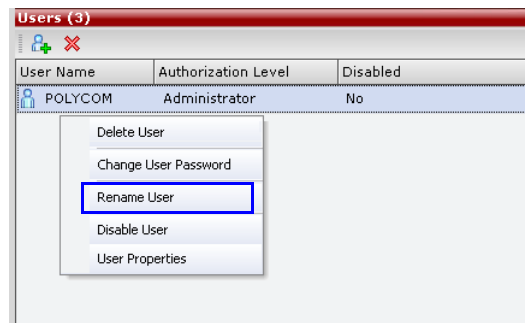 Users (3)
User Name Authorization Level Disabled
POLYCOM Administrator No
Delete User
Change User Password
Rename User
Disable User
User Properties